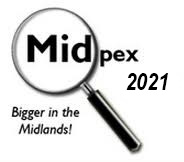 Midpex
2021
Bigger in the
Midlands!